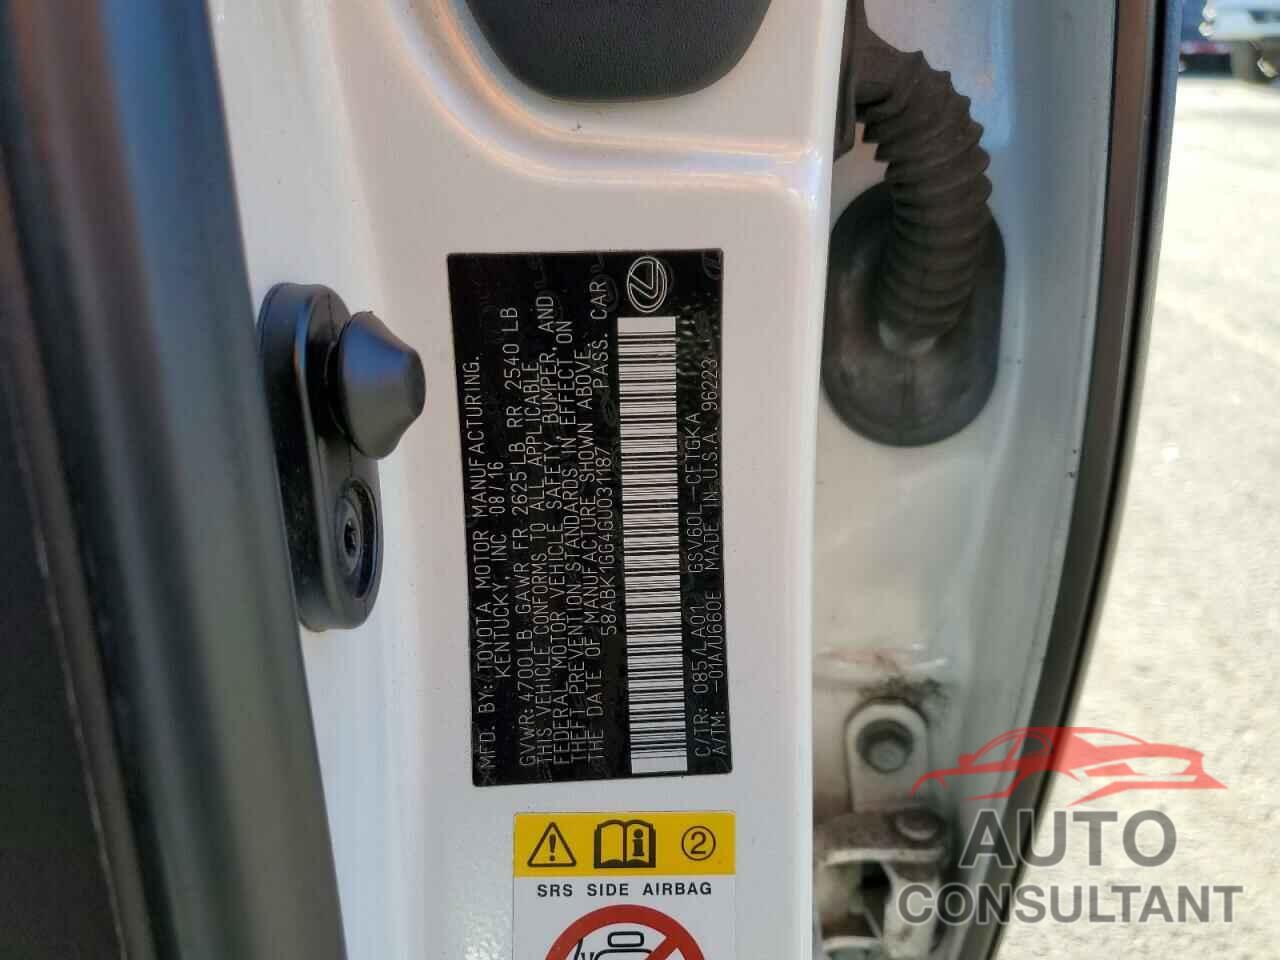 MFD. BY: TOYOTA MOTOR MANUFACTURING.
KENTUCKY, INC 08/16
GVWR: 4700LB GAWR FR 2625LB RR 2540 LB
THIS VEHICLE CONFORMS TO ALL APPLICABLE
FEDERAL MOTOR VEHICLE SAFETY, BUMPER, AND
THEFT PREVENTION STANDARDS IN EFFECT ON
THE DATE OF MANUFACTURE SHOWN ABOVE.
58ABK1GG4GU031187 PASS. CAR
C/TR: 085/LA01 GSV60L-CETGKA
A/TM: -01A/U660E MADE IN U.S.A. 96223
2
SRS SIDE AIRBAG
AUTO
CONSULTANT